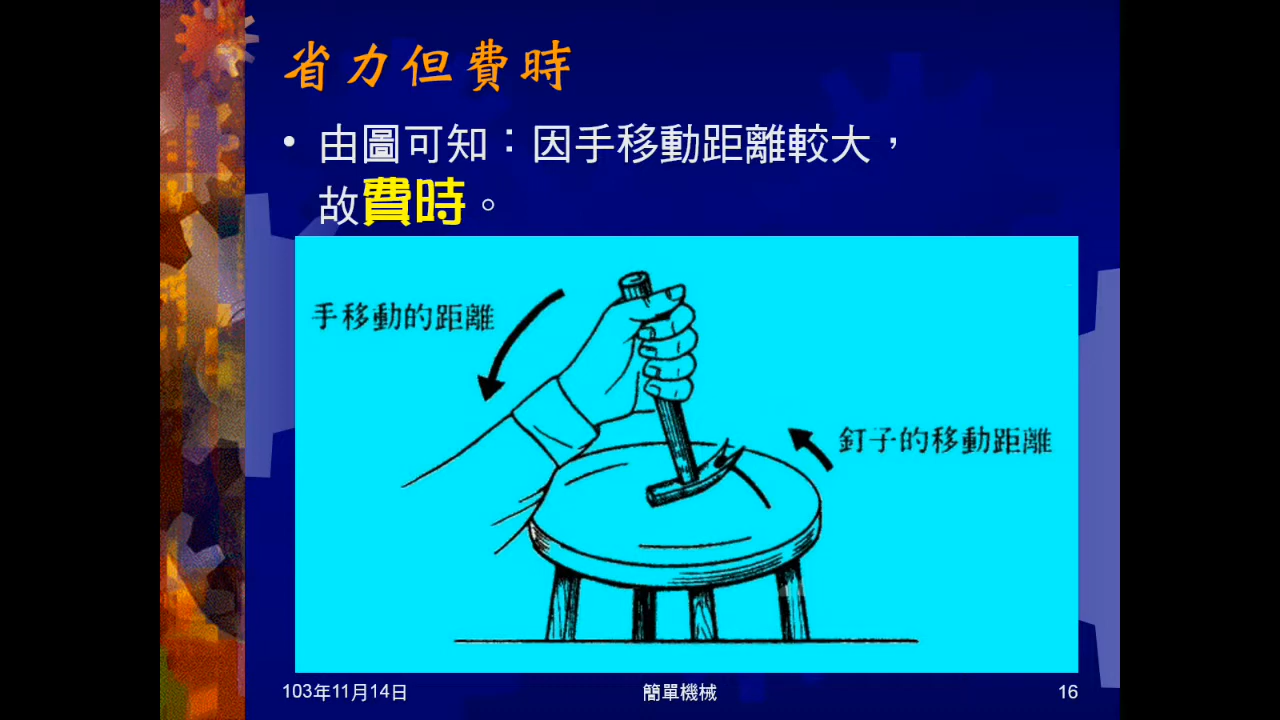 省力但費時
• 由圖可知：因手移動距離較大，
故費時。
手移動的距離
釘子的移動距離
103年11月14日
簡單機械
16